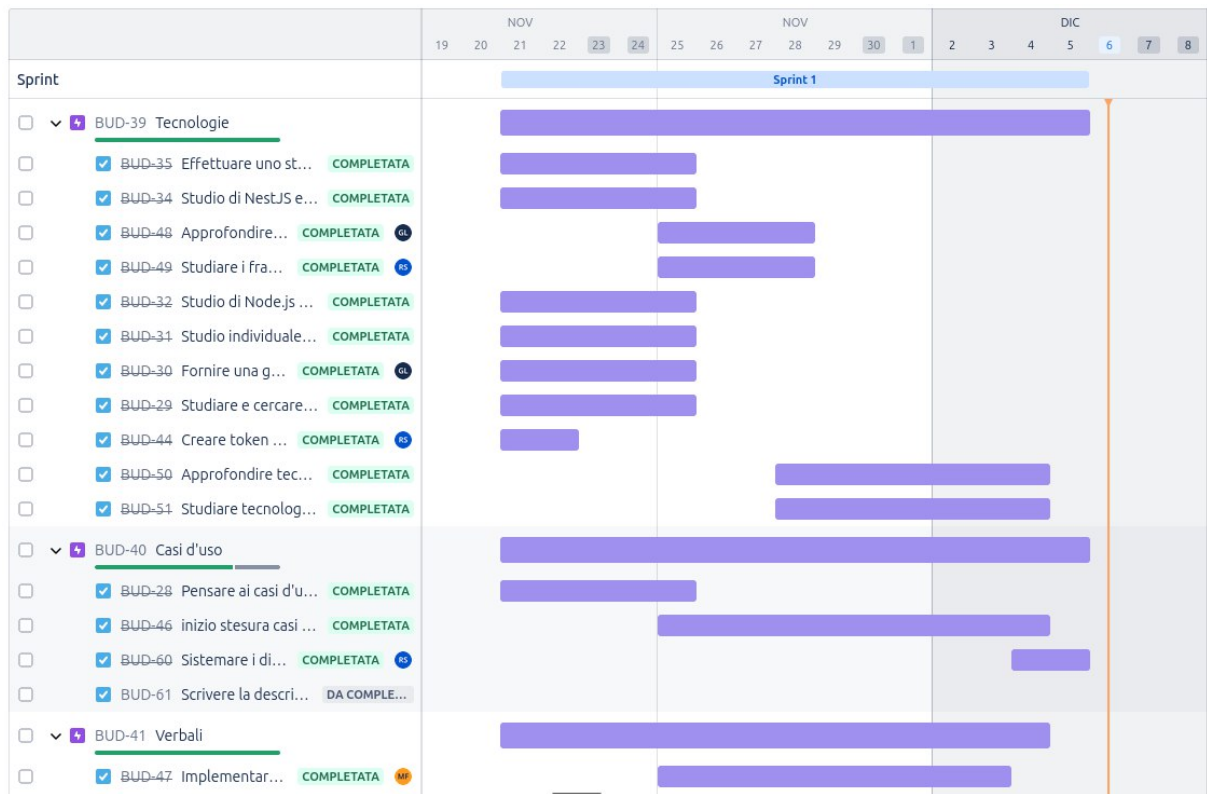 NOV NOV DIC
19 20 21 22 23 24 25 26 27 28 29 30 1 2 3 4 5 6 7 8
Sprint Sprint 1
BUD-39 Tecnologie
BUD-35 Effettuare uno st... COMPLETATA
BUD-34 Studio di NestJS e... COMPLETATA
BUD-48 Approfondire... COMPLETATA GL
BUD-49 Studiare i fra... COMPLETATA RS
BUD-32 Studio di Node.js ... COMPLETATA
BUD-31 Studio individuale... COMPLETATA
BUD-30 Fornire una g... COMPLETATA GL
BUD-29 Studiare e cercare... COMPLETATA
BUD-44 Creare token ... COMPLETATA RS
BUD-50 Approfondire tec... COMPLETATA
BUD-51 Studiare tecnolog... COMPLETATA
BUD-40 Casi d'uso
BUD-28 Pensare ai casi d'u... COMPLETATA
BUD-46 inizio stesura casi ... COMPLETATA
BUD-60 Sistemare i di... COMPLETATA RS
BUD-61 Scrivere la descri... DA COMPLE...
BUD-41 Verbali
BUD-47 Implementar... COMPLETATA MF